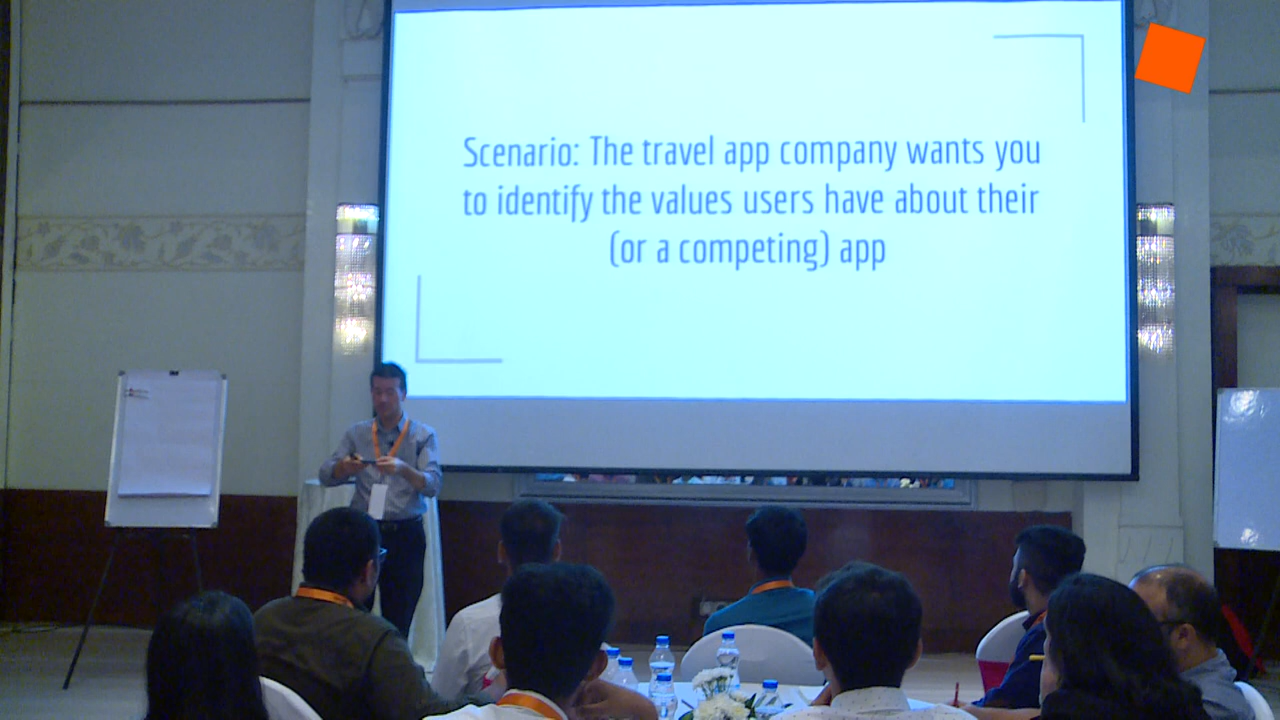 Scenario: The travel app company wants you
to identify the values users have about their
(or a competing) app